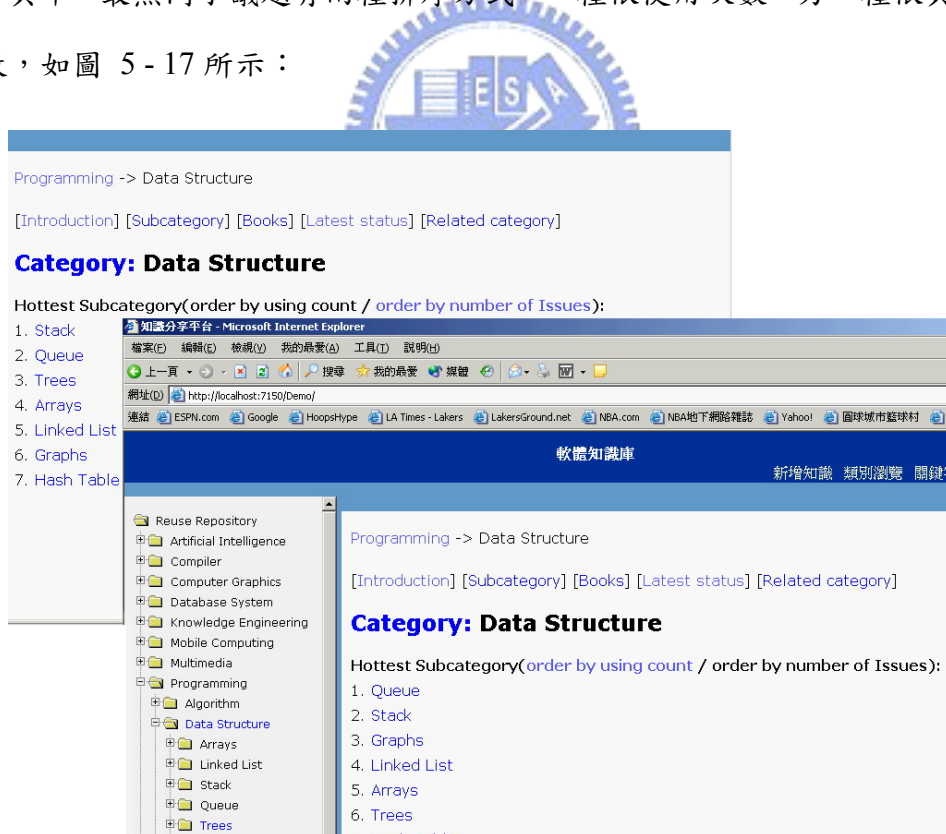 如圖 5-17 所示：
ESA
Programming -> Data Structure
[Introduction] [Subcategory] [Books] [Latest status] [Related category]
Category: Data Structure
Hottest Subcategory(order by using count / order by number of Issues):
1. Stack
2. Queue
3. Trees
4. Arrays
5. Linked List
6. Graphs
7. Hash Table
知識分享平台 - Microsoft Internet Explorer
檔案(F) 編輯(E) 檢視(V) 我的最愛(A) 工具(T) 說明(H)
上一頁 搜尋 我的最愛 媒體
網址(D) http://localhost:7150/Demo/
連結 ESPN.com Google HoopsHype LA Times - Lakers LakersGround.net NBA.com NBA地下網路雜誌 Yahoo! 圓球城市籃球村
軟體知識庫
新增知識 類別瀏覽 關鍵
Reuse Repository
Artificial Intelligence
Compiler
Computer Graphics
Database System
Knowledge Engineering
Mobile Computing
Multimedia
Programming
Algorithm
Data Structure
Arrays
Linked List
Stack
Queue
Trees
Programming -> Data Structure
[Introduction] [Subcategory] [Books] [Latest status] [Related category]
Category: Data Structure
Hottest Subcategory(order by using count / order by number of Issues):
1. Queue
2. Stack
3. Graphs
4. Linked List
5. Arrays
6. Trees